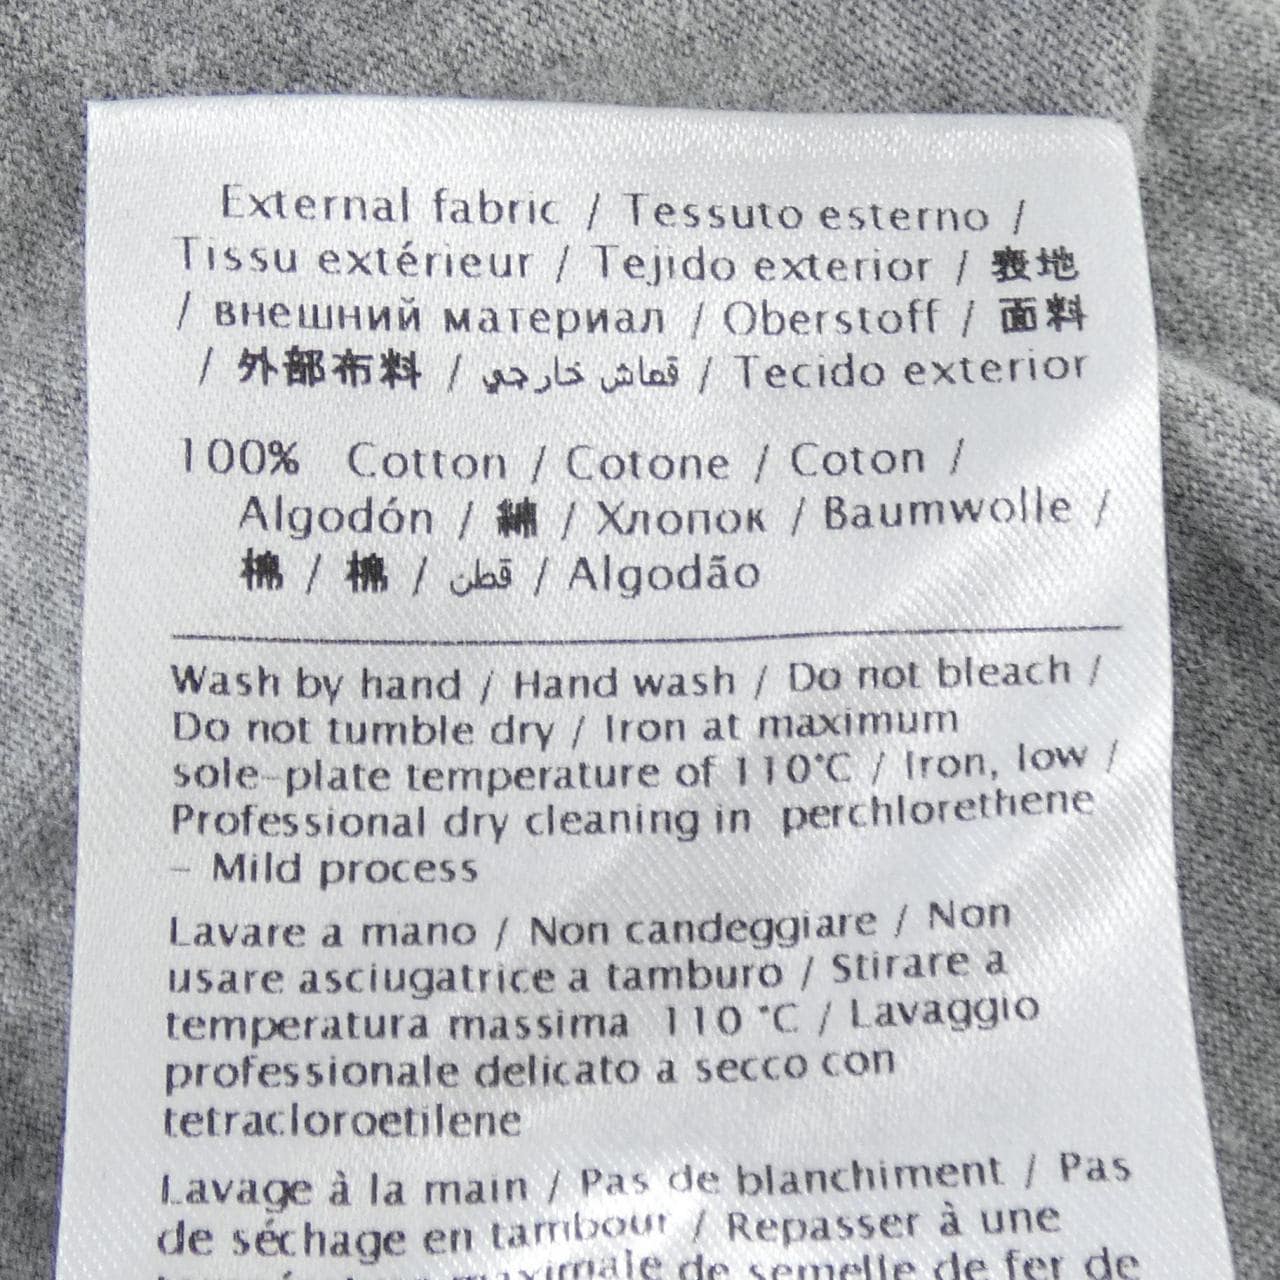 External fabric / Tessuto esterno /
Tissu extérieur / Tejido exterior / 表地
/ внешний материал / Oberstoff / 面料
/ 外部布料 / قماش خارجي / Tecido exterior
100% Cotton / Cotone / Coton /
Algodón / 綿 / Хлопок / Baumwolle /
棉 / 棉 / قطن / Algodão
Wash by hand / Hand wash / Do not bleach /
Do not tumble dry / Iron at maximum
sole-plate temperature of 110°C / Iron, low /
Professional dry cleaning in perchlorethene
- Mild process
Lavare a mano / Non candeggiare / Non
usare asciugatrice a tamburo / Stirare a
temperatura massima 110 °C / Lavaggio
professionale delicato a secco con
tetracloroetilene
Lavage à la main / Pas de blanchiment / Pas
de séchage en tambour / Repasser à une
de semelle de fer de